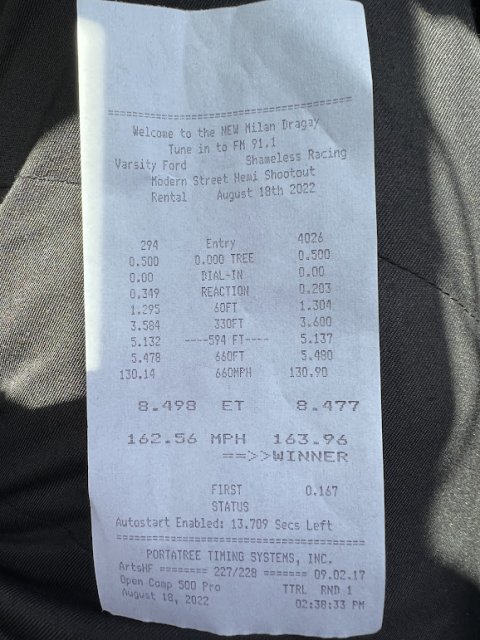 ==========================================
Welcome to the NEW Milan Dragay
Tune in to FM 91.1
Varsity Ford Shameless Racing
Modern Street Hemi Shootout
Rental August 18th 2022
294 Entry 4026
0.500 0.000 TREE 0.500
0.00 DIAL-IN 0.00
0.349 REACTION 0.203
1.295 60FT 1.304
3.584 330FT 3.600
5.132 ----594 FT---- 5.137
5.478 660FT 5.480
130.14 660MPH 130.90
8.498 ET 8.477
162.56 MPH 163.96
==>>WINNER
FIRST 0.167
STATUS
Autostart Enabled: 13.709 Secs Left
==========================================
PORTATREE TIMING SYSTEMS, INC.
ArtsHF ======== 227/228 ======= 09.02.17
Open Comp 500 Pro TTRL RND 1
August 18, 2022 02:38:33 PM